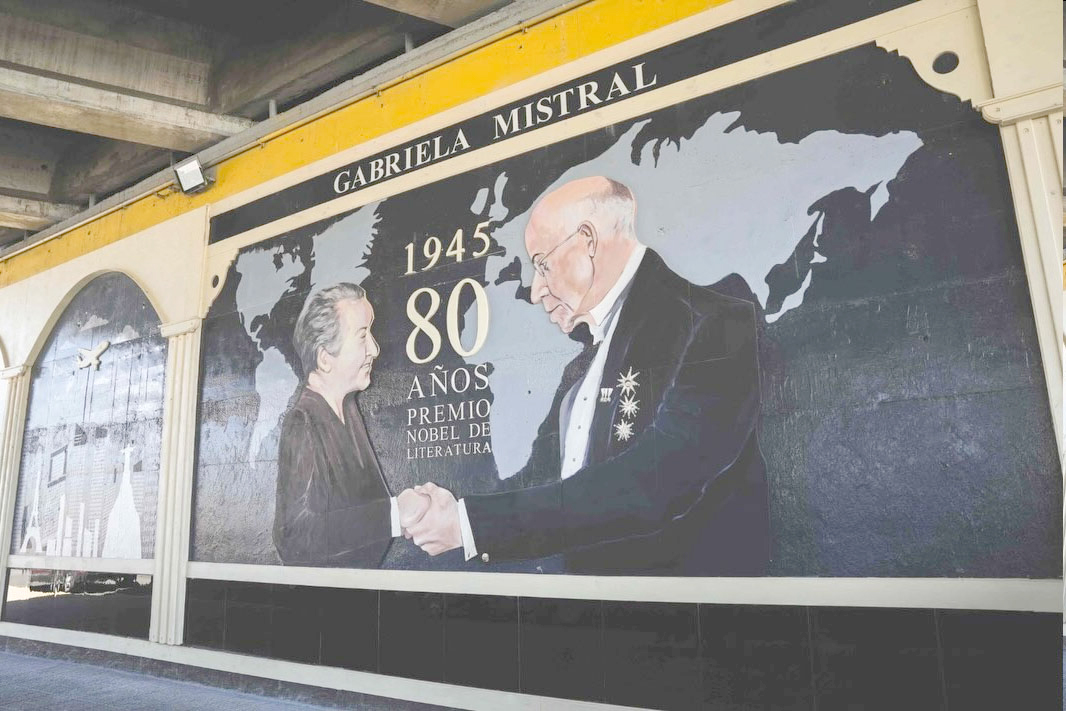 GABRIELA MISTRAL
1945
80
AÑOS
PREMIO
NOBEL DE
LITERATURA